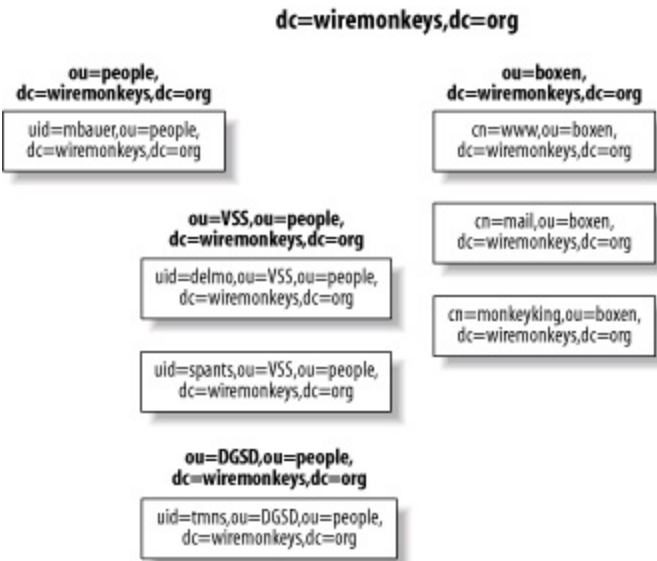 dc=wiremonkeys,dc=org
ou=people,
dc=wiremonkeys,dc=org
uid=mbauer,ou=people,
dc=wiremonkeys,dc=org
ou=VSS,ou=people,
dc=wiremonkeys,dc=org
uid=delmo,ou=VSS,ou=people,
dc=wiremonkeys,dc=org
uid=spants,ou=VSS,ou=people,
dc=wiremonkeys,dc=org
ou=DGSD,ou=people,
dc=wiremonkeys,dc=org
uid=tmns,ou=DGSD,ou=people,
dc=wiremonkeys,dc=org
ou=boxen,
dc=wiremonkeys,dc=org
cn=www,ou=boxen,
dc=wiremonkeys,dc=org
cn=mail,ou=boxen,
dc=wiremonkeys,dc=org
cn=monkeyking,ou=boxen,
dc=wiremonkeys,dc=org